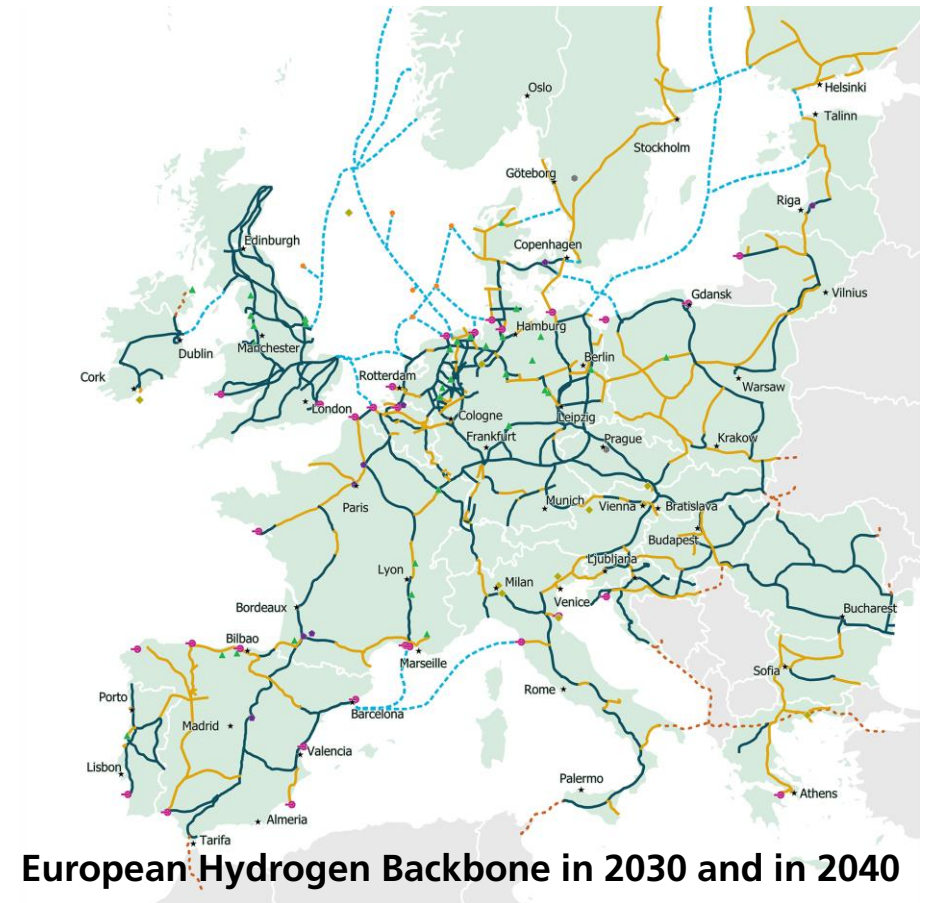 Oslo
Helsinki
Talinn
Stockholm
Göteborg
Riga
Edinburgh
Copenhagen
Vilnius
Gdansk
Hamburg
Dublin
Manchester
Berlin
Cork
Rotterdam
Warsaw
London
Cologne
Leipzig
Frankfurt
Prague
Krakow
Paris
Munich
Vienna
Bratislava
Budapest
Ljubljana
Lyon
Milan
Venice
Bordeaux
Bucharest
Bilbao
Marseille
Sofia
Porto
Rome
Madrid
Barcelona
Valencia
Lisbon
Palermo
Athens
Almeria
Tarifa
European Hydrogen Backbone in 2030 and in 2040